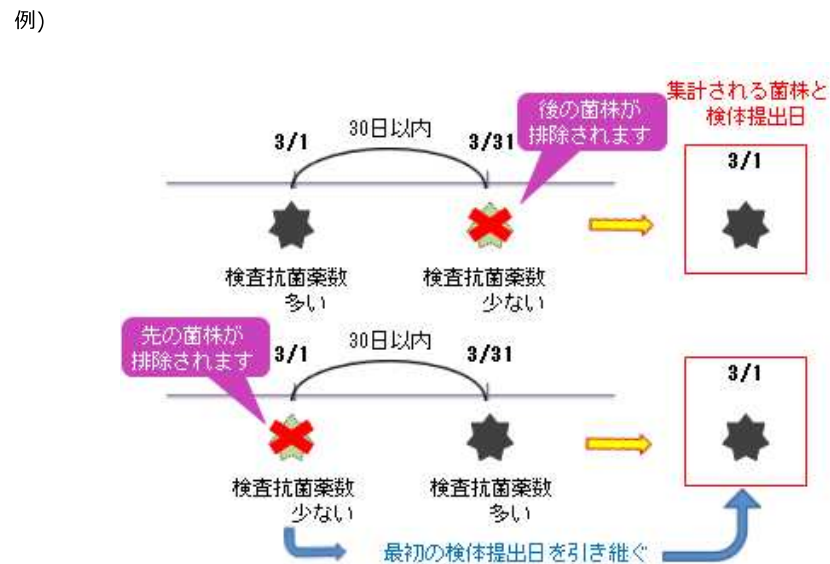 例)
集計される菌株と
検体提出日
後の菌株が
排除されます
3/1
30日以内
3/31
3/1
検査抗菌薬数
多い
検査抗菌薬数
少ない
先の菌株が
排除されます
3/1
30日以内
3/31
3/1
検査抗菌薬数
少ない
検査抗菌薬数
多い
最初の検体提出日を引き継ぐ